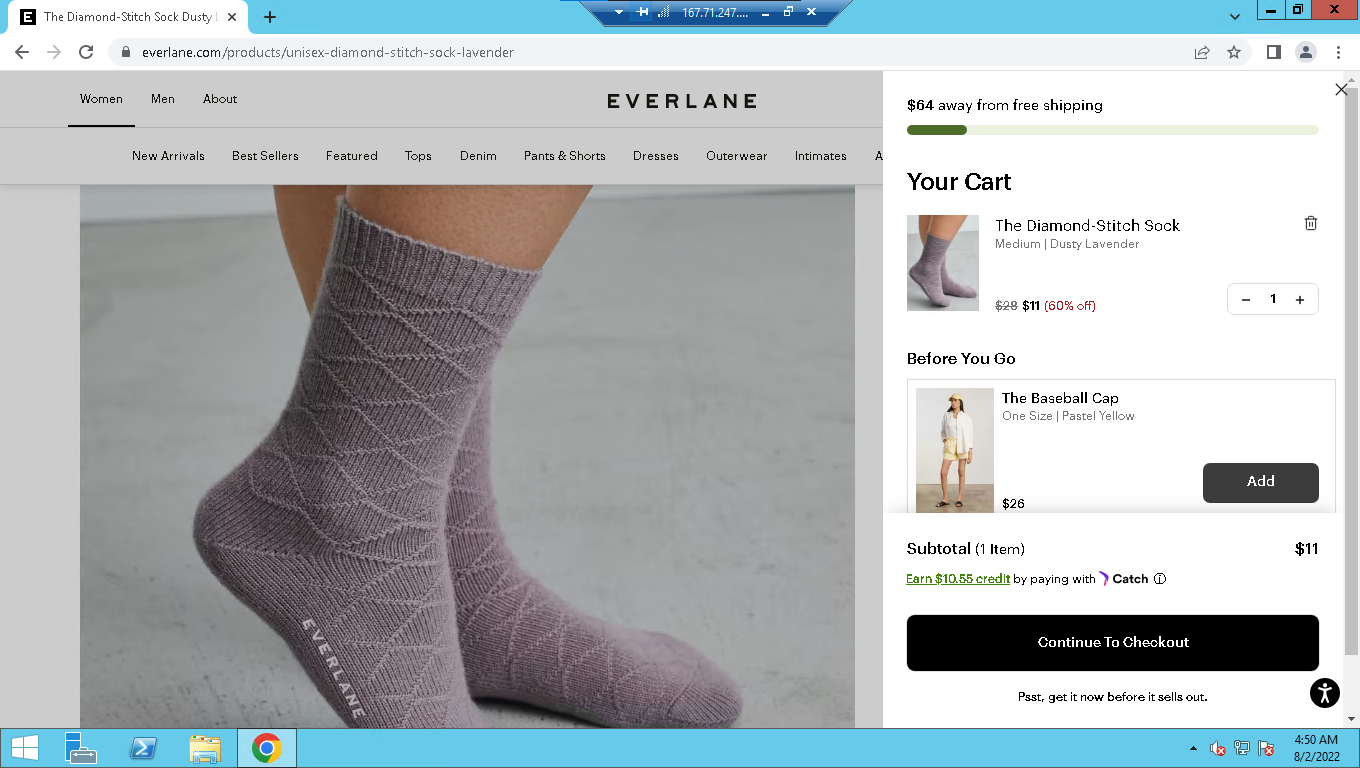 The Diamond-Stitch Sock Dusty L
167.71.247....
everlane.com/products/unisex-diamond-stitch-sock-lavender
Women Men About
EVERLANE
New Arrivals Best Sellers Featured Tops Denim Pants & Shorts Dresses Outerwear Intimates A
EVERLANE
$64 away from free shipping
Your Cart
The Diamond-Stitch Sock
Medium | Dusty Lavender
$28 $11 (60% off)
− 1 +
Before You Go
The Baseball Cap
One Size | Pastel Yellow
Add
$26
Subtotal (1 Item) $11
Earn $10.55 credit by paying with Catch
Continue To Checkout
Psst, get it now before it sells out.
4:50 AM
8/2/2022